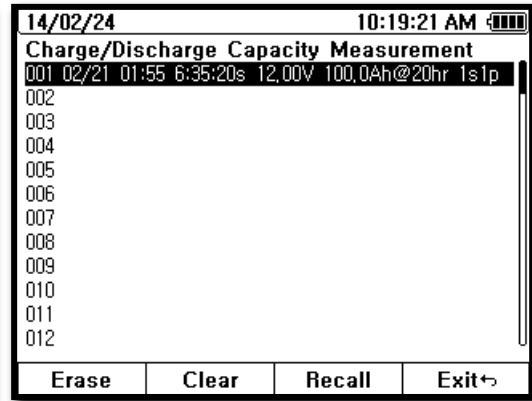 14/02/24 10:19:21 AM
Charge/Discharge Capacity Measurement
001 02/21 01:55 6:35:20s 12,00V 100,0Ah@20hr 1s1p
002
003
004
005
006
007
008
009
010
011
012
Erase Clear Recall Exit↩